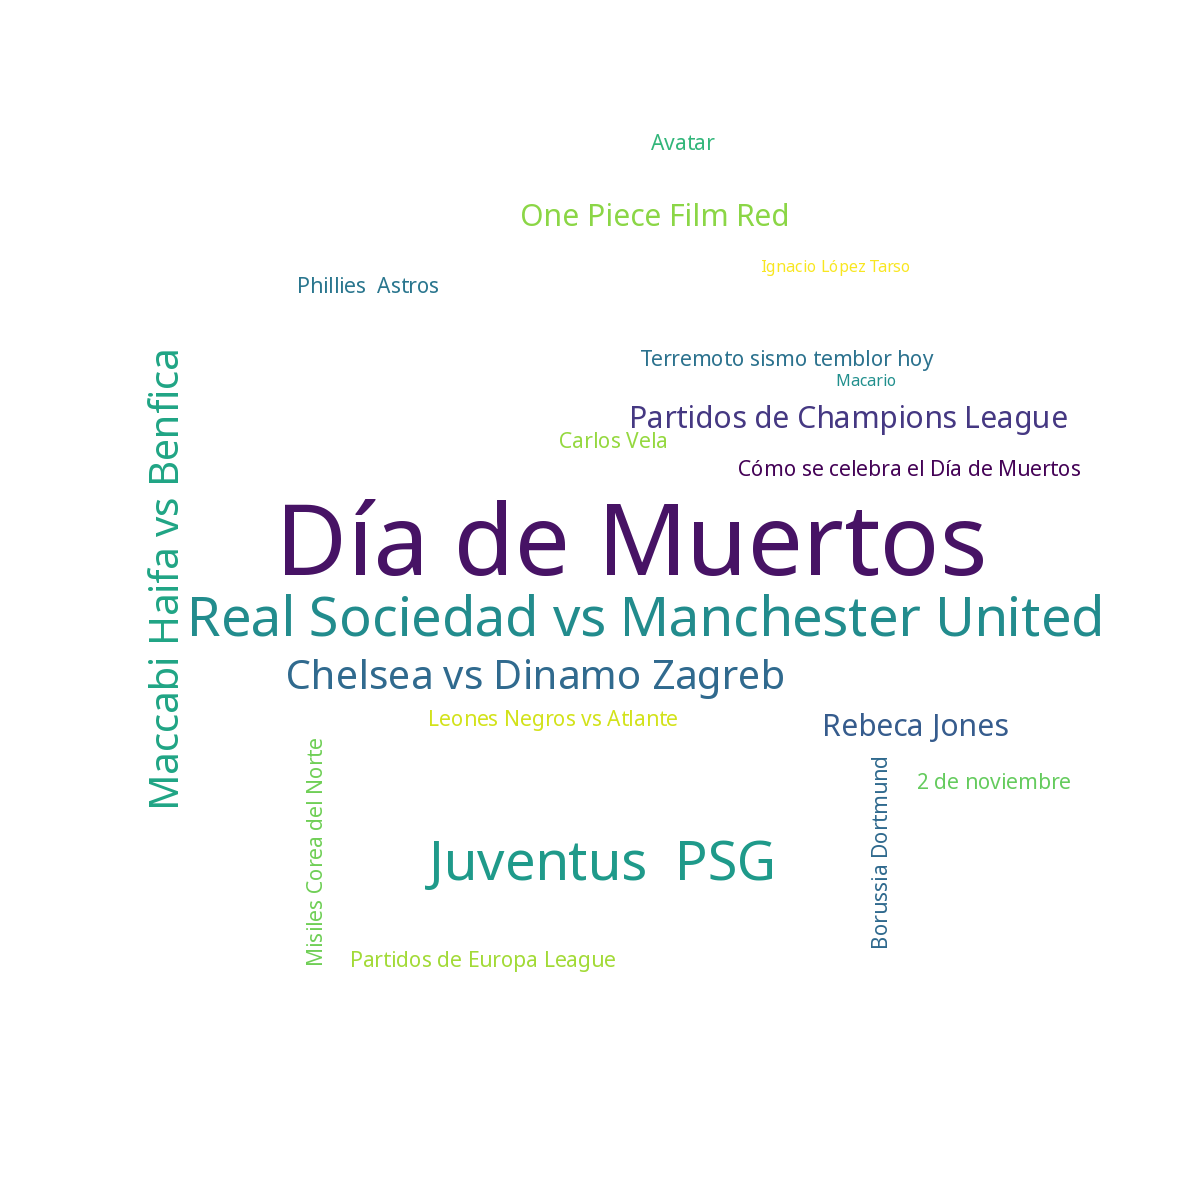 Avatar
One Piece Film Red
Ignacio López Tarso
Phillies  Astros
Terremoto sismo temblor hoy
Macario
Partidos de Champions League
Carlos Vela
Cómo se celebra el Día de Muertos
Maccabi Haifa vs Benfica
Día de Muertos
Real Sociedad vs Manchester United
Chelsea vs Dinamo Zagreb
Leones Negros vs Atlante
Rebeca Jones
Misiles Corea del Norte
Borussia Dortmund
2 de noviembre
Juventus  PSG
Partidos de Europa League